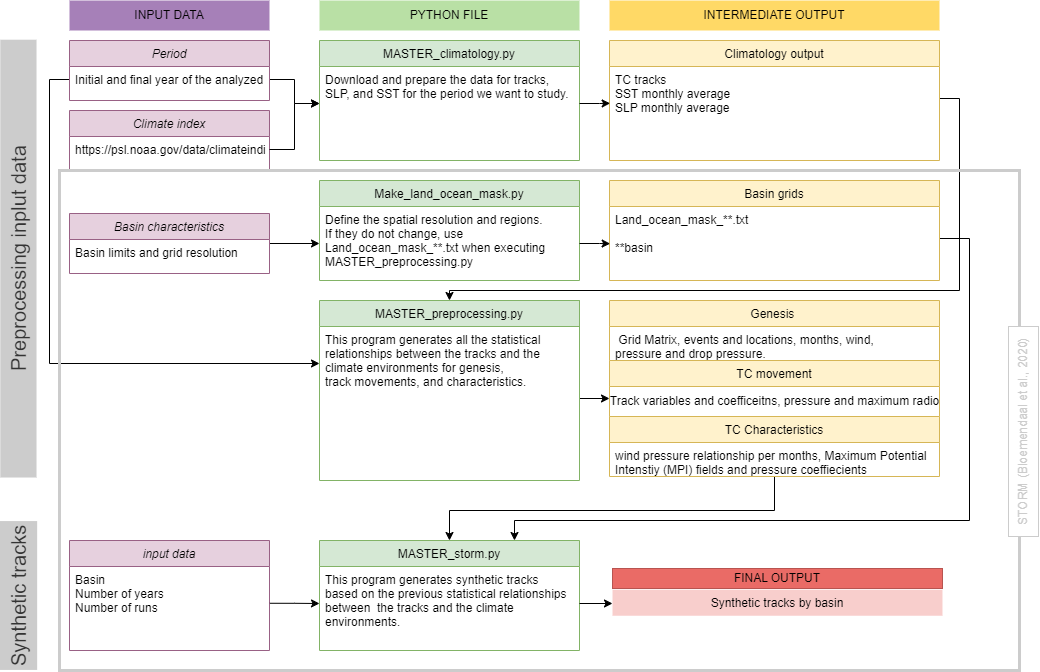 INPUT DATA
PYTHON FILE
INTERMEDIATE OUTPUT
Preprocessing inplut data
Period
Initial and final year of the analyzed
Climate index
https://psl.noaa.gov/data/climateindi
MASTER_climatology.py
Download and prepare the data for tracks,
SLP, and SST for the period we want to study.
Climatology output
TC tracks
SST monthly average
SLP monthly average
Basin characteristics
Basin limits and grid resolution
Make_land_ocean_mask.py
Define the spatial resolution and regions.
If they do not change, use
Land_ocean_mask_**.txt when executing
MASTER_preprocessing.py
Basin grids
Land_ocean_mask_**.txt
**basin
MASTER_preprocessing.py
This program generates all the statistical
relationships between the tracks and the
climate environments for genesis,
track movements, and characteristics.
Genesis
Grid Matrix, events and locations, months, wind,
pressure and drop pressure.
TC movement
Track variables and coefficeitns, pressure and maximum radio
TC Characteristics
wind pressure relationship per months, Maximum Potential
Intenstiy (MPI) fields and pressure coeffiecients
STORM (Bloemendaal et al., 2020)
Synthetic tracks
input data
Basin
Number of years
Number of runs
MASTER_storm.py
This program generates synthetic tracks
based on the previous statistical relationships
between the tracks and the climate
environments.
FINAL OUTPUT
Synthetic tracks by basin